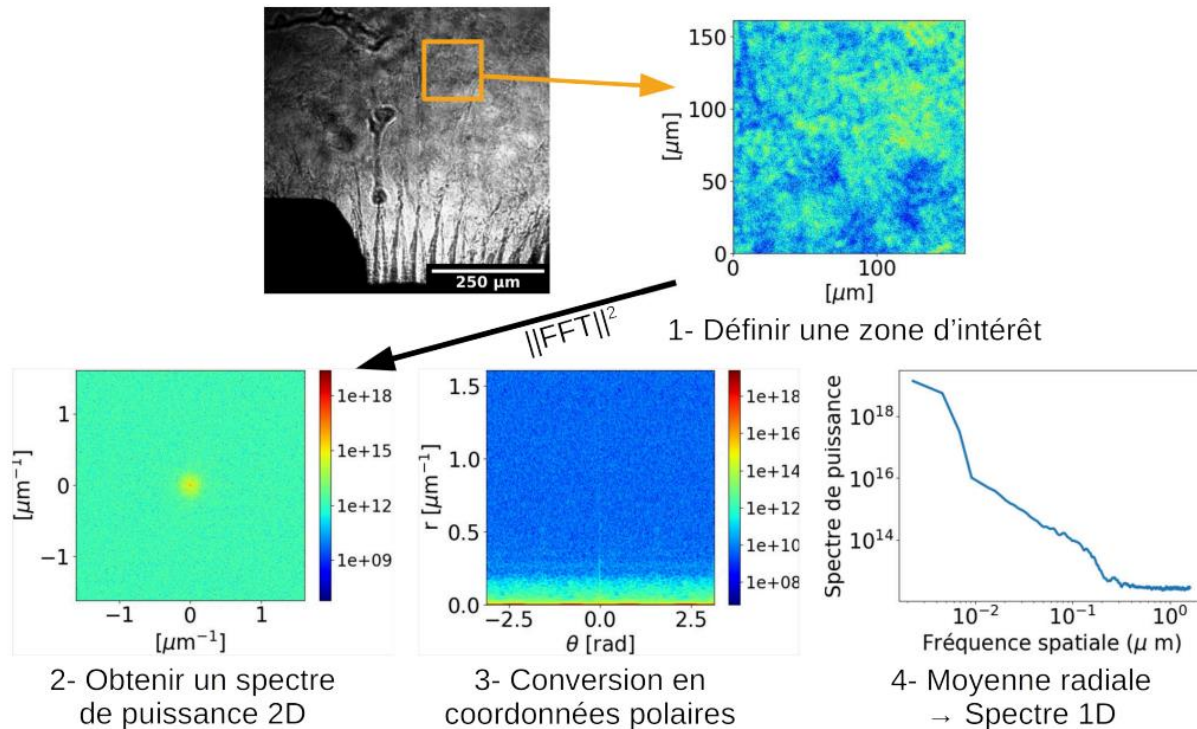 250 µm
150
100
50
0
[µm]
0
100
[µm]
1- Définir une zone d'intérêt
||FFT||²
1
0
−1
[µm⁻¹]
−1
0
1
[µm⁻¹]
1e+18
1e+15
1e+12
1e+09
2- Obtenir un spectre
de puissance 2D
1.5
1.0
0.5
0.0
r [µm⁻¹]
−2.5
0.0
2.5
θ [rad]
1e+18
1e+16
1e+14
1e+12
1e+10
1e+08
3- Conversion en
coordonnées polaires
Spectre de puissance
10¹⁸
10¹⁶
10¹⁴
10⁻²
10⁻¹
10⁰
Fréquence spatiale (µ m)
4- Moyenne radiale
→ Spectre 1D